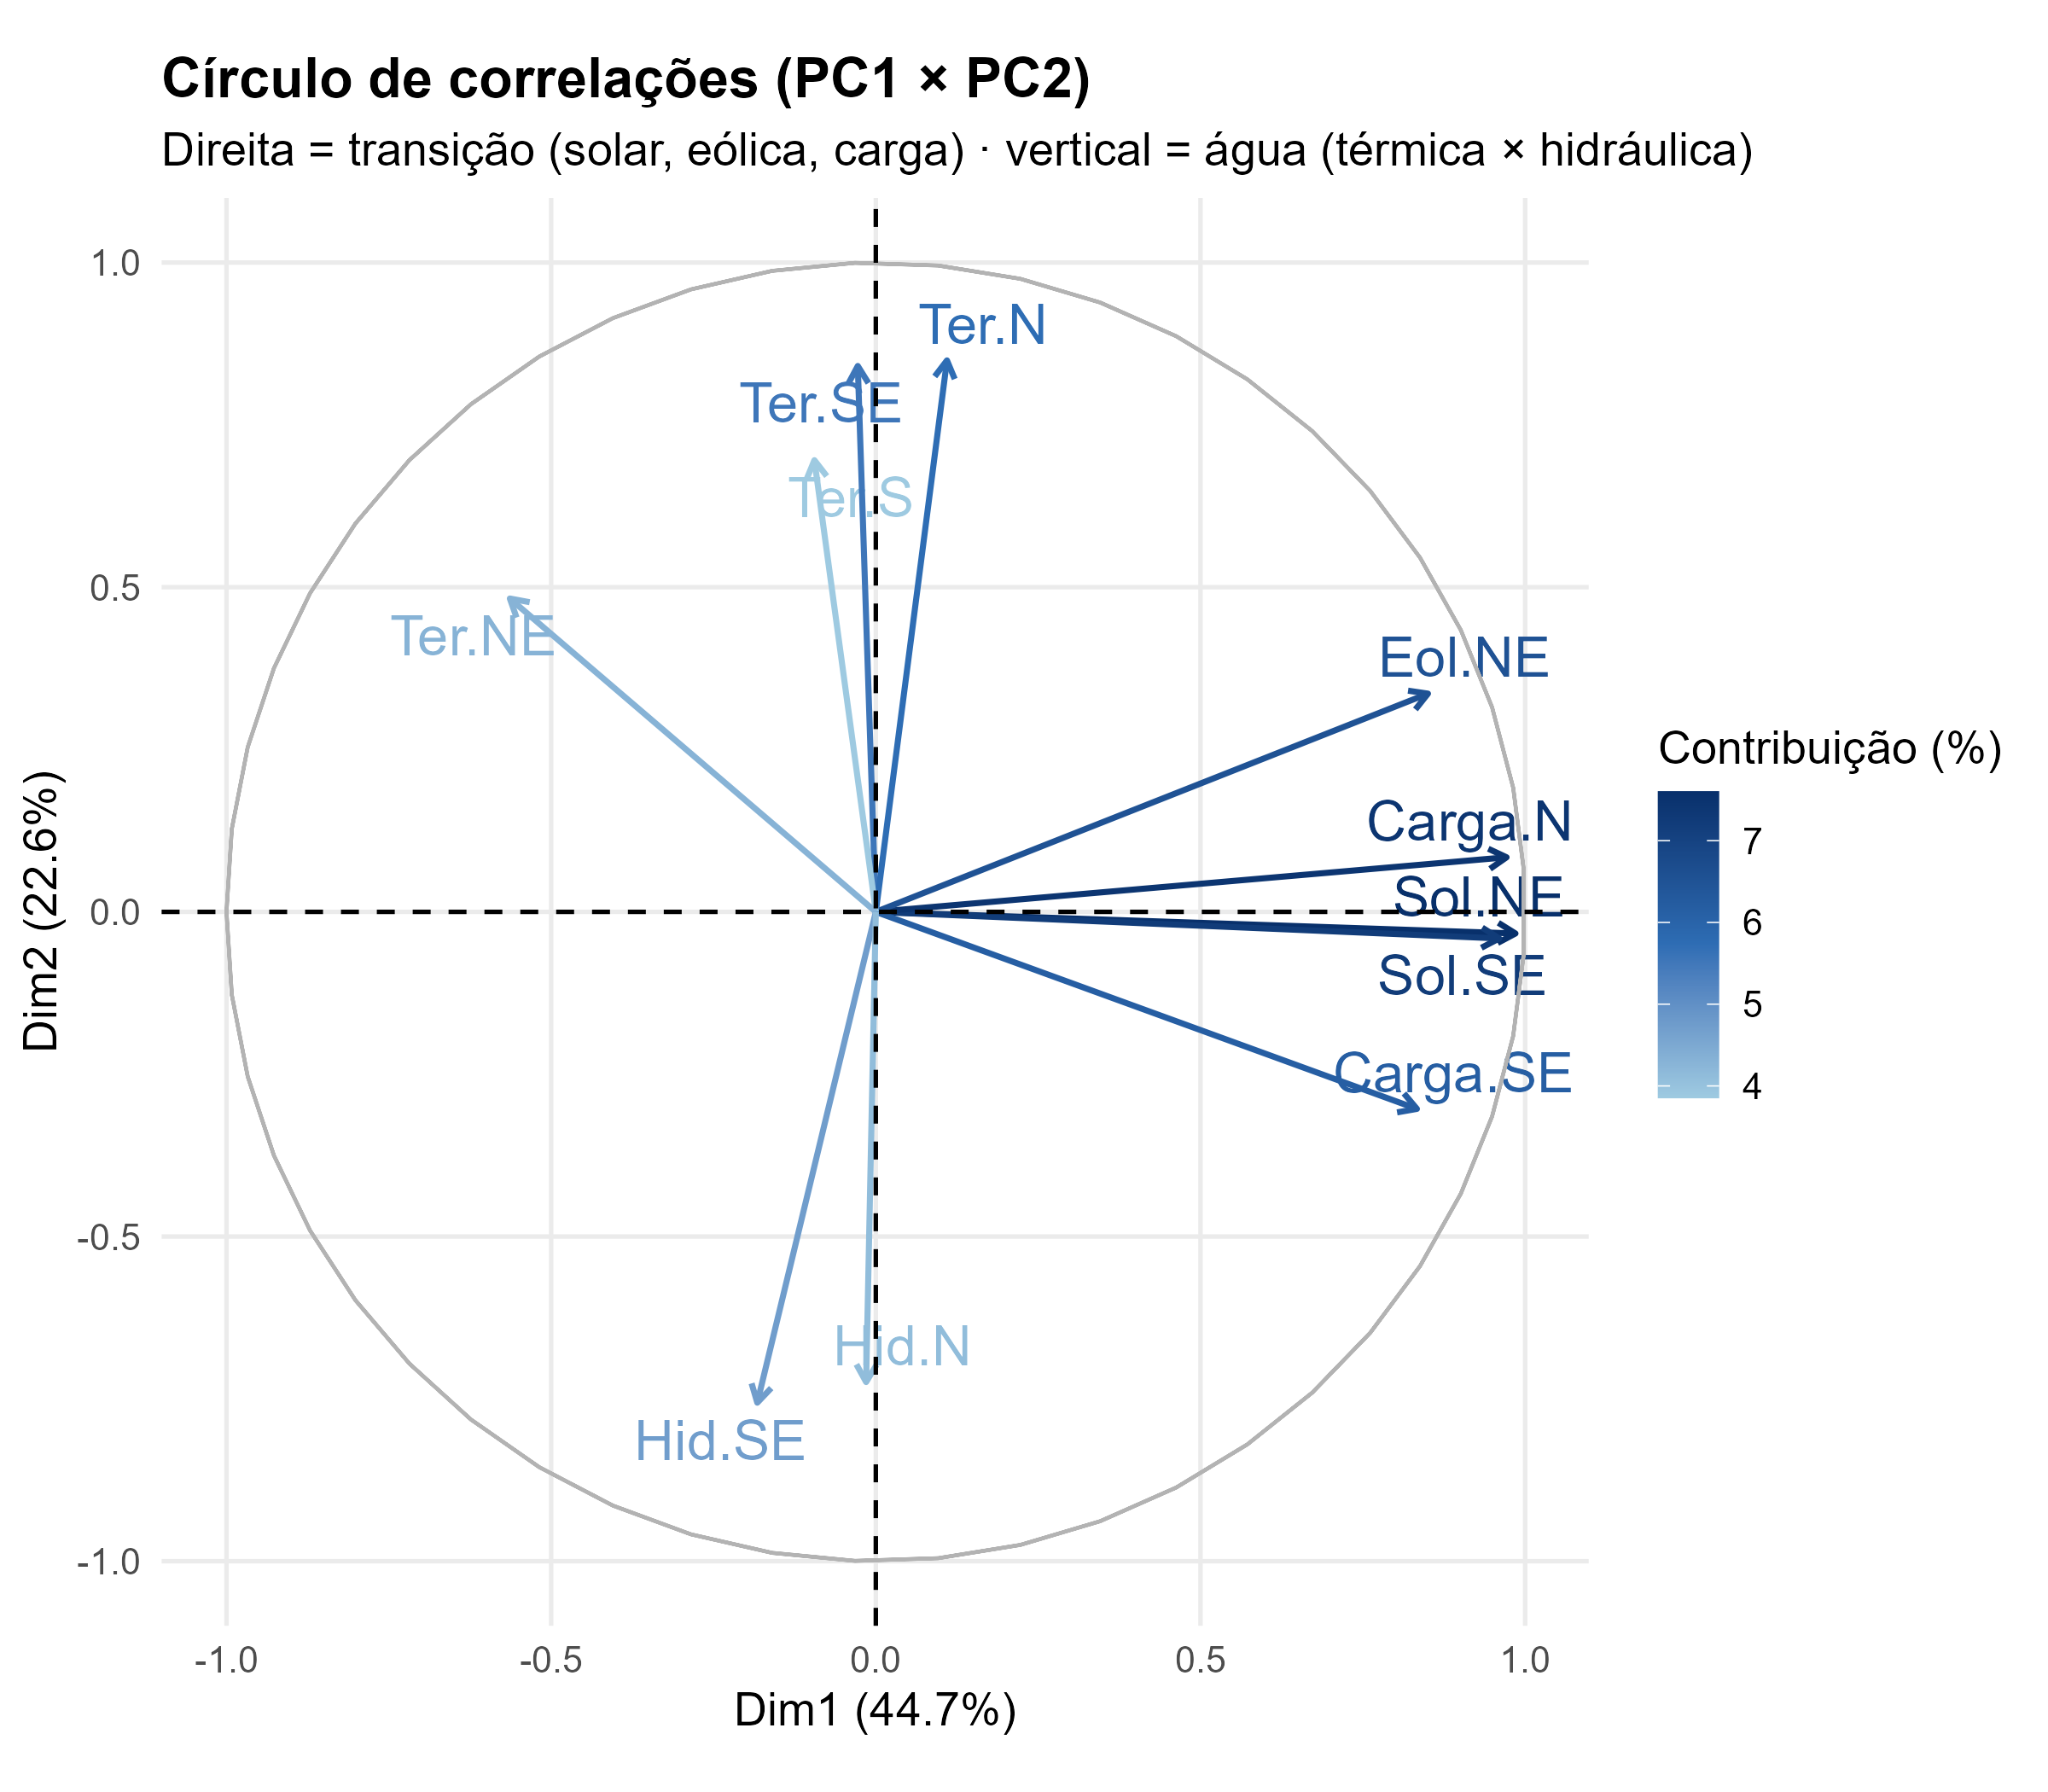 Círculo de correlações (PC1 × PC2)
Direita = transição (solar, eólica, carga) · vertical = água (térmica × hidráulica)
1.0
0.5
0.0
-0.5
-1.0
Dim2 (22.6%)
Ter.N
Ter.SE
Ter.S
Ter.NE
Eol.NE
Carga.N
Sol.NE
Sol.SE
Carga.SE
Hid.N
Hid.SE
Contribuição (%)
7
6
5
4
-1.0
-0.5
0.0
0.5
1.0
Dim1 (44.7%)